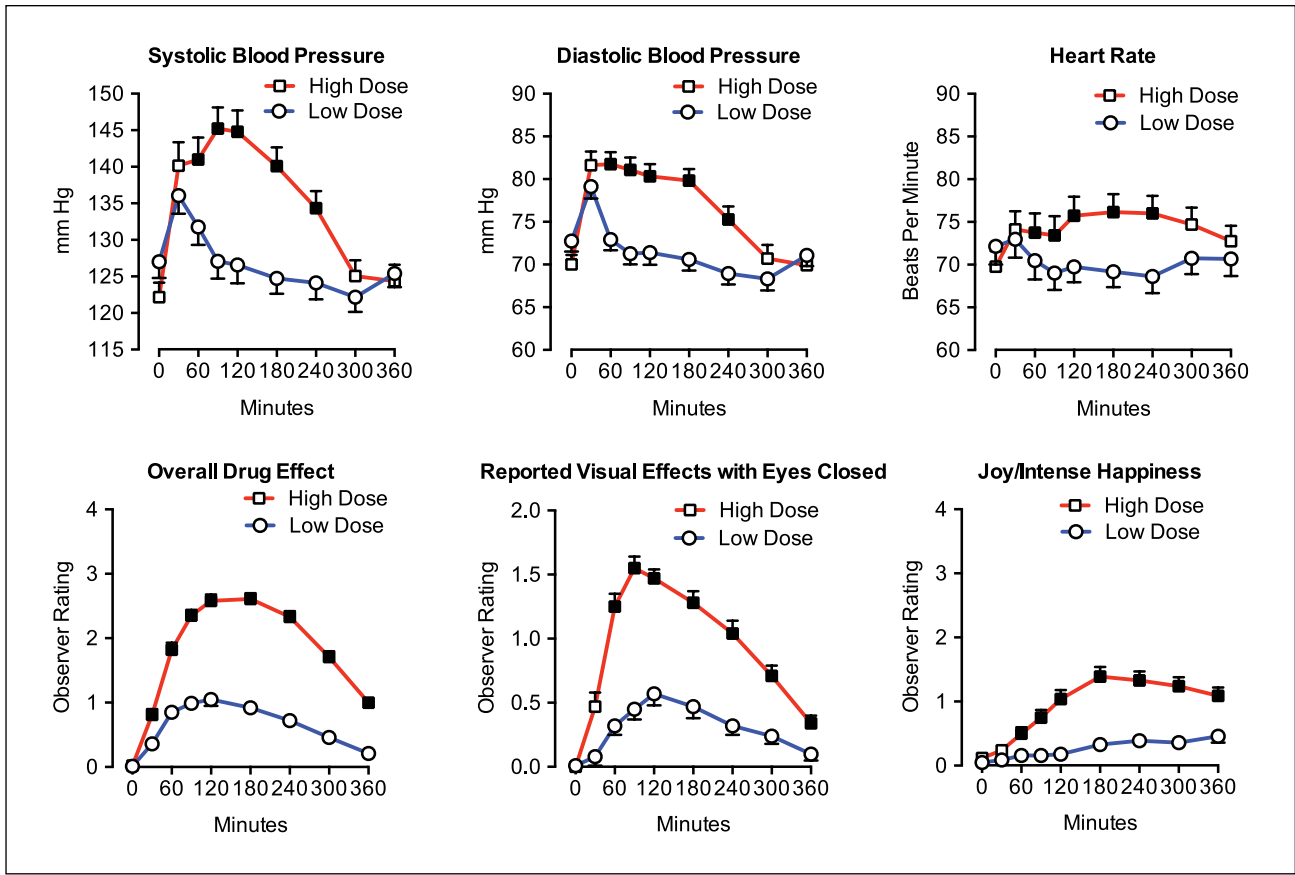 Systolic Blood Pressure
High Dose
Low Dose
150
145
140
135
130
125
120
115
mm Hg
0 60 120 180 240 300 360
Minutes
Diastolic Blood Pressure
High Dose
Low Dose
90
85
80
75
70
65
60
mm Hg
0 60 120 180 240 300 360
Minutes
Heart Rate
High Dose
Low Dose
90
85
80
75
70
65
60
Beats Per Minute
0 60 120 180 240 300 360
Minutes
Overall Drug Effect
High Dose
Low Dose
4
3
2
1
0
Observer Rating
0 60 120 180 240 300 360
Minutes
Reported Visual Effects with Eyes Closed
High Dose
Low Dose
2.0
1.5
1.0
0.5
0.0
Observer Rating
0 60 120 180 240 300 360
Minutes
Joy/Intense Happiness
High Dose
Low Dose
4
3
2
1
0
Observer Rating
0 60 120 180 240 300 360
Minutes